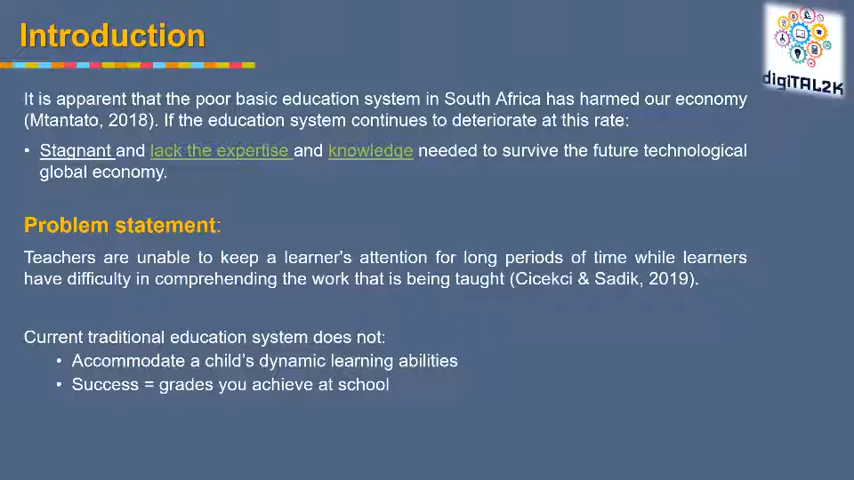 Introduction
digiTAL2K
It is apparent that the poor basic education system in South Africa has harmed our economy
(Mtantato, 2018). If the education system continues to deteriorate at this rate:
• Stagnant and lack the expertise and knowledge needed to survive the future technological
global economy.
Problem statement:
Teachers are unable to keep a learner's attention for long periods of time while learners
have difficulty in comprehending the work that is being taught (Cicekci & Sadik, 2019).
Current traditional education system does not:
• Accommodate a child's dynamic learning abilities
• Success = grades you achieve at school